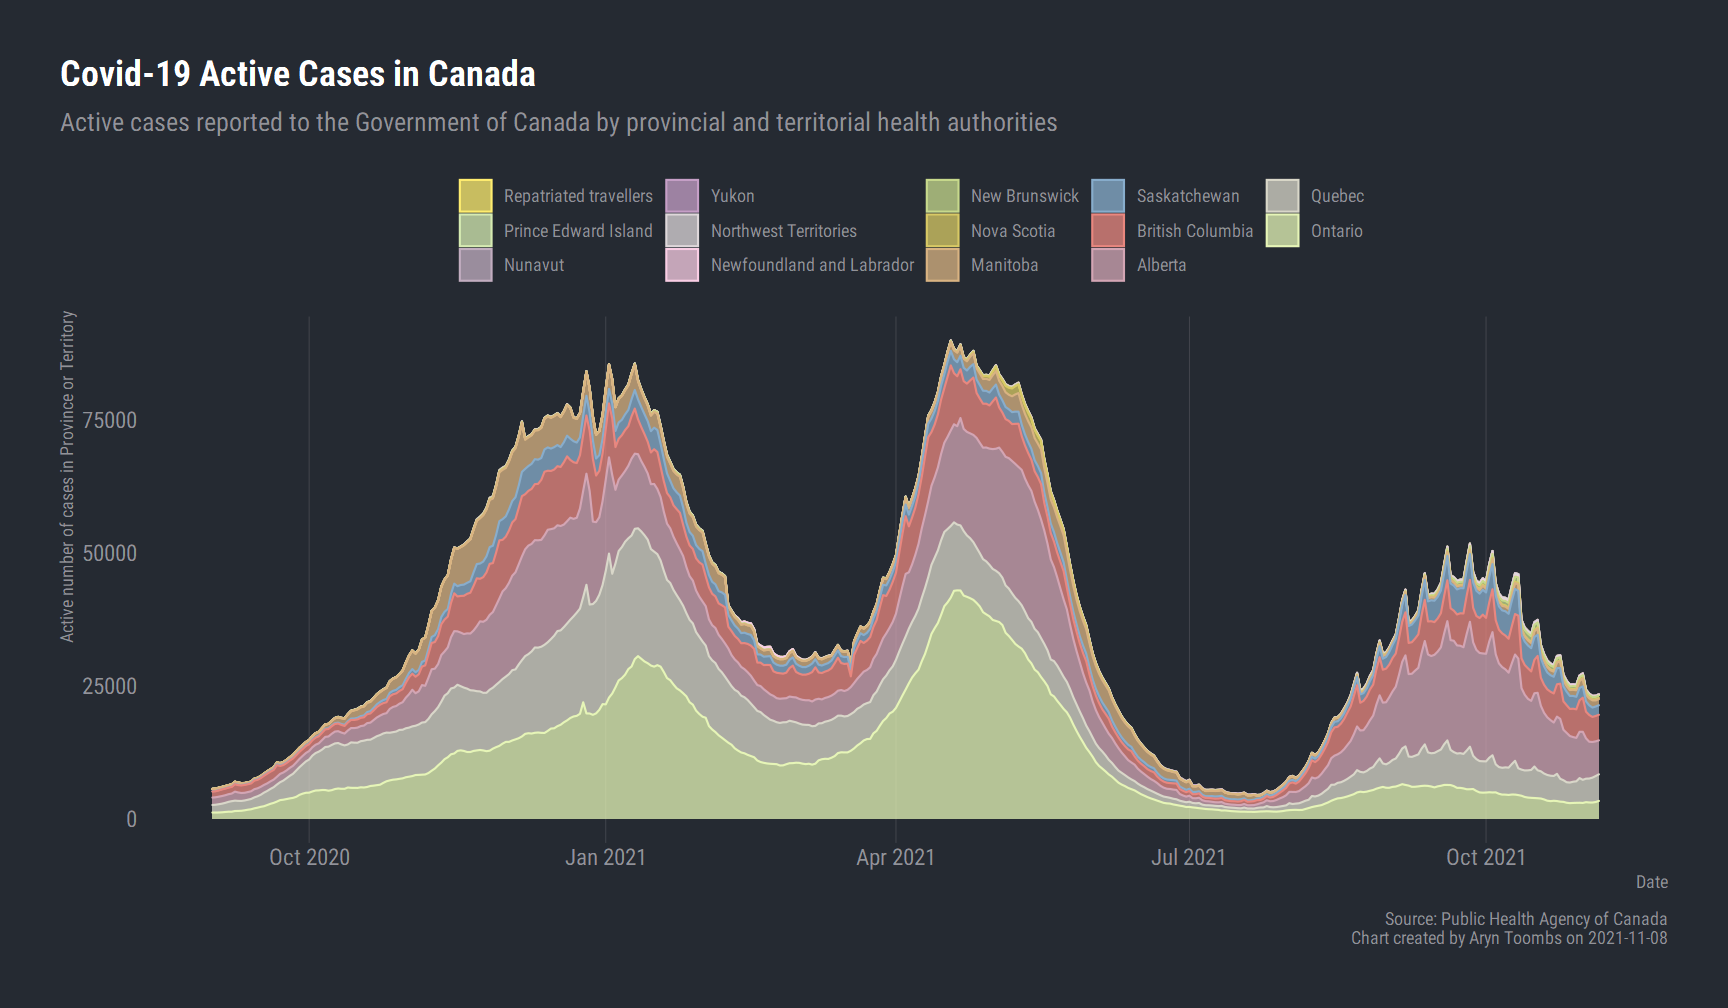 Covid-19 Active Cases in Canada
Active cases reported to the Government of Canada by provincial and territorial health authorities
Repatriated travellers Yukon New Brunswick Saskatchewan Quebec
Prince Edward Island Northwest Territories Nova Scotia British Columbia Ontario
Nunavut Newfoundland and Labrador Manitoba Alberta
Active number of cases in Province or Territory
75000
50000
25000
0
Oct 2020 Jan 2021 Apr 2021 Jul 2021 Oct 2021
Date
Source: Public Health Agency of Canada
Chart created by Aryn Toombs on 2021-11-08